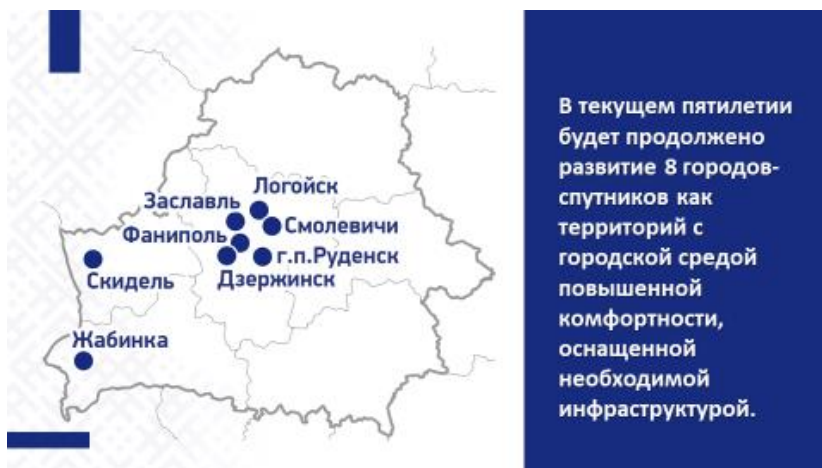 Логойск
Заславль
Смолевичи
Фаниполь
г.п.Руденск
Скидель
Дзержинск
Жабинка
В текущем пятилетии
будет продолжено
развитие 8 городов-
спутников как
территорий с
городской средой
повышенной
комфортности,
оснащенной
необходимой
инфраструктурой.